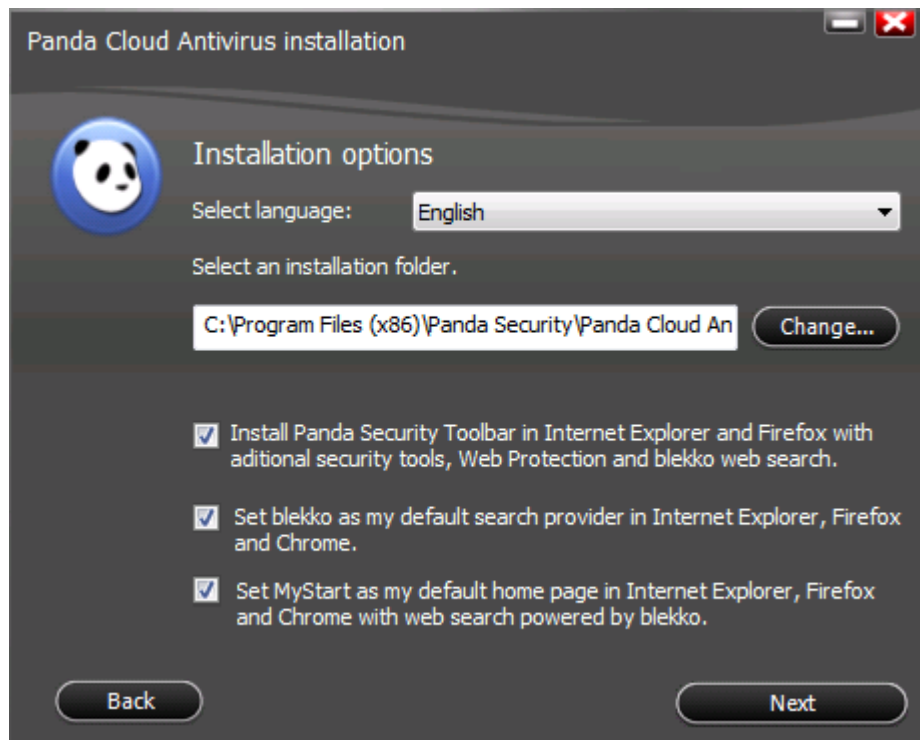 Panda Cloud Antivirus installation
Installation options
Select language:
English
Select an installation folder.
C:\Program Files (x86)\Panda Security\Panda Cloud An
Change...
Install Panda Security Toolbar in Internet Explorer and Firefox with
aditional security tools, Web Protection and blekko web search.
Set blekko as my default search provider in Internet Explorer, Firefox
and Chrome.
Set MyStart as my default home page in Internet Explorer, Firefox
and Chrome with web search powered by blekko.
Back
Next